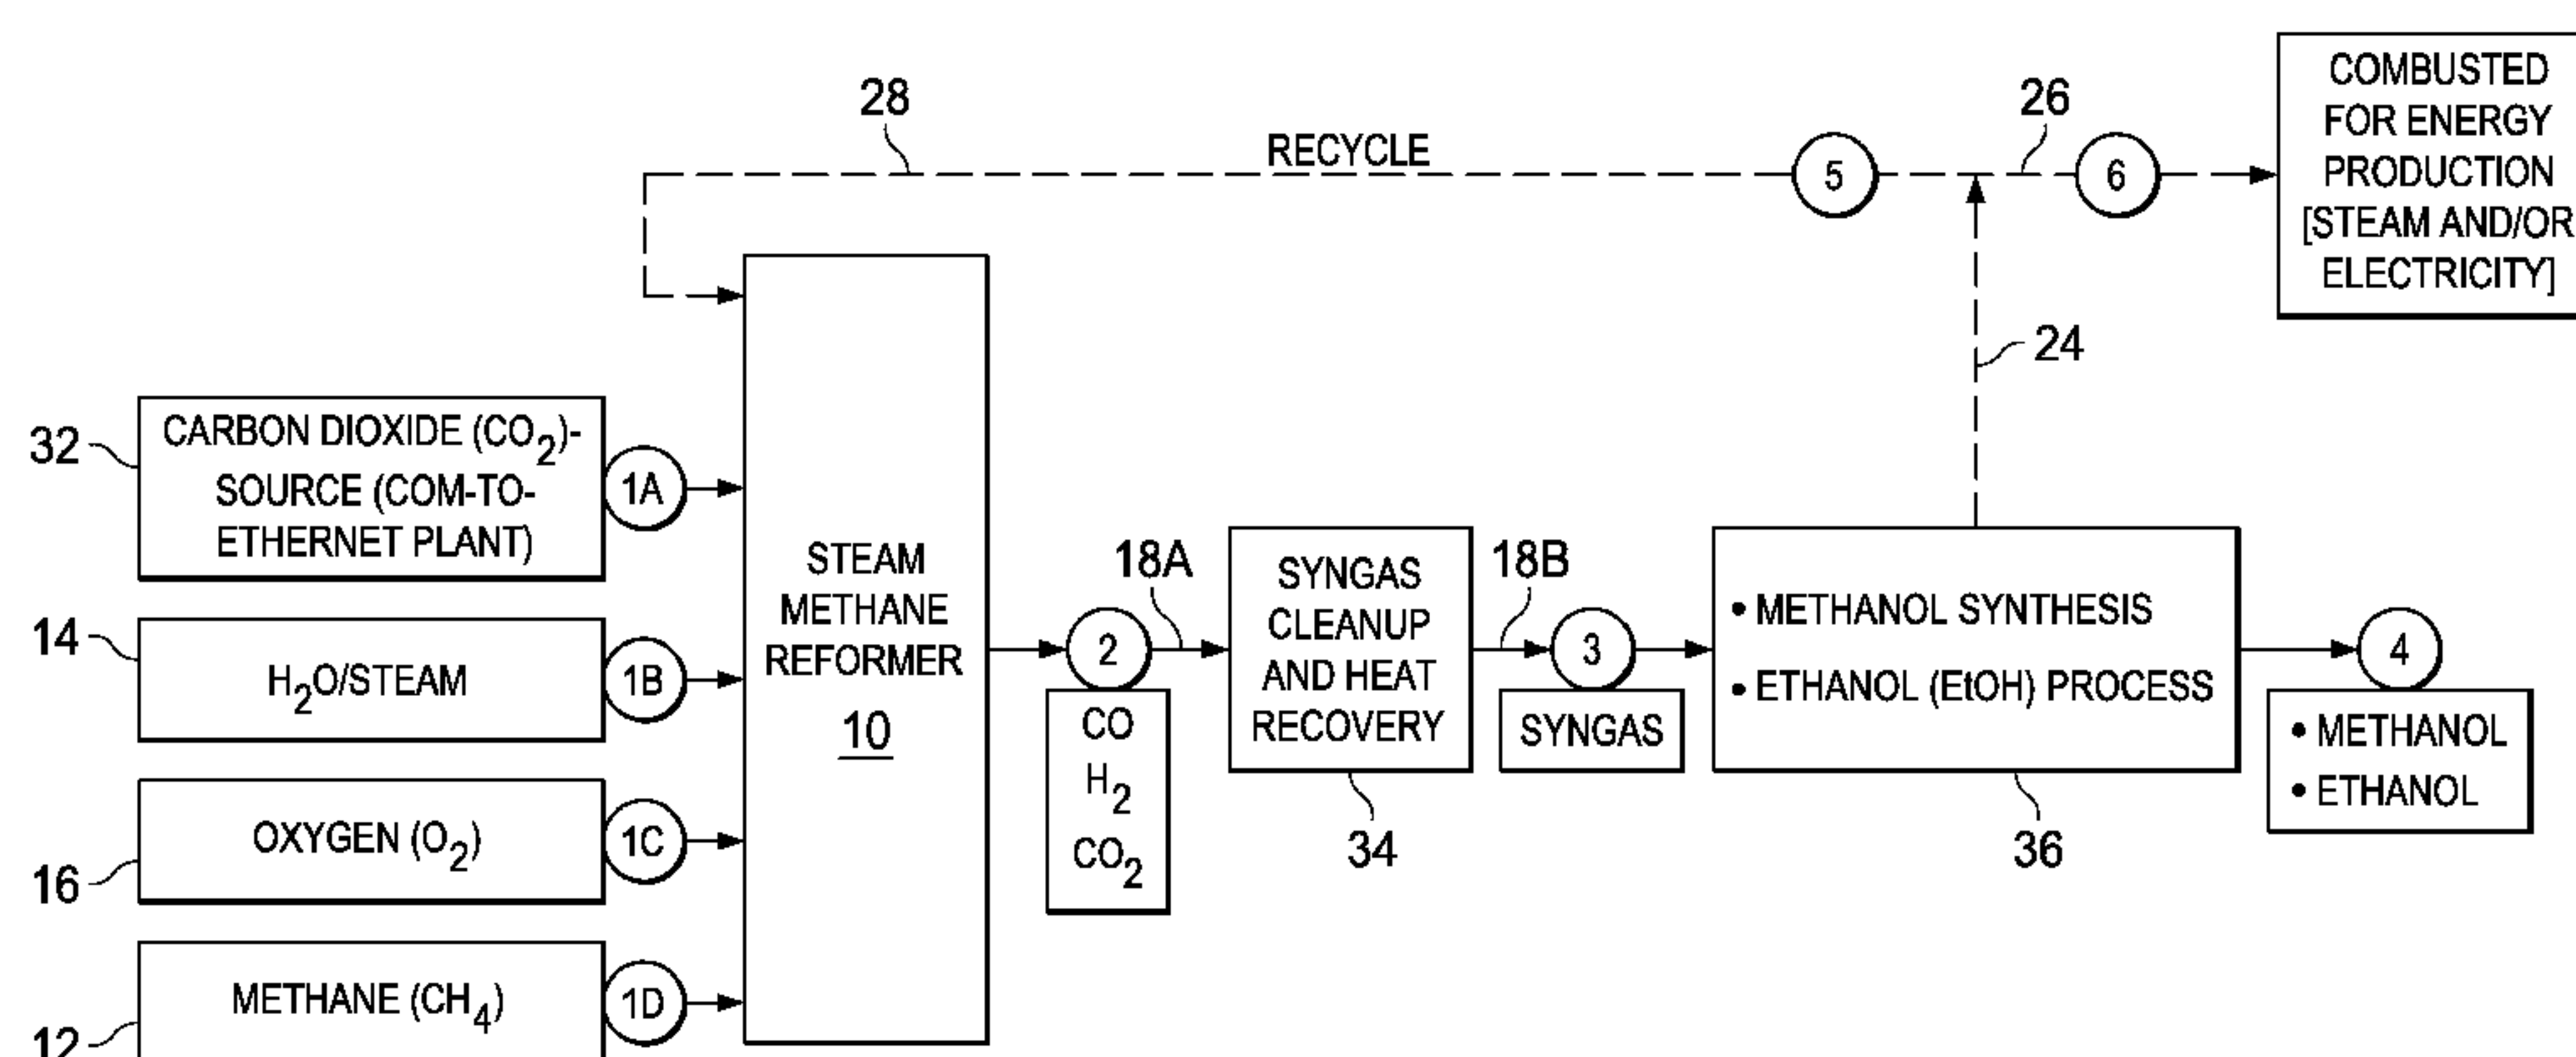 28
RECYCLE
5
26
6
COMBUSTED
FOR ENERGY
PRODUCTION
[STEAM AND/OR
ELECTRICITY]
24
32
CARBON DIOXIDE (CO2)-
SOURCE (COM-TO-
ETHERNET PLANT)
1A
14
H2O/STEAM
1B
16
OXYGEN (O2)
1C
12
METHANE (CH4)
1D
STEAM
METHANE
REFORMER
10
2
CO
H2
CO2
18A
SYNGAS
CLEANUP
AND HEAT
RECOVERY
34
18B
3
SYNGAS
• METHANOL SYNTHESIS
• ETHANOL (EtOH) PROCESS
36
4
• METHANOL
• ETHANOL